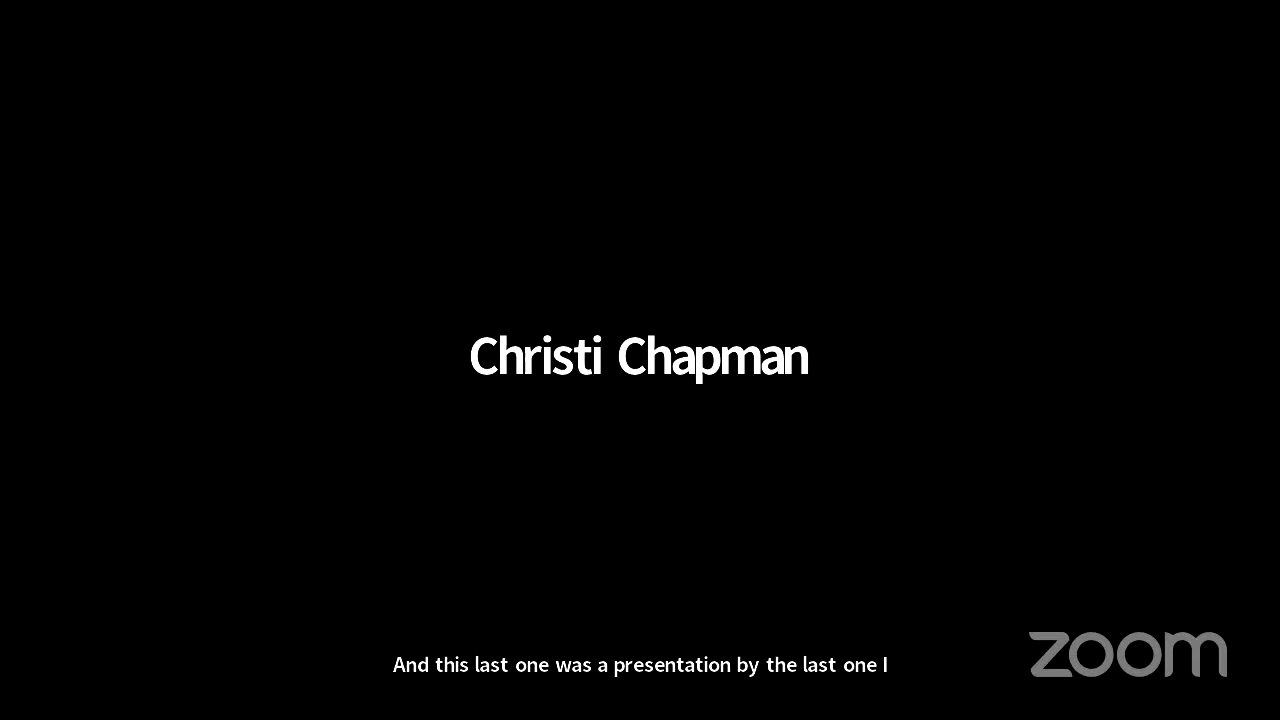 Christi Chapman
And this last one was a presentation by the last one I
zoom